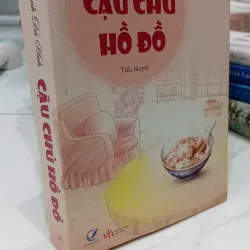 CẬU CHỦ
HỒ ĐỒ
Tiểu thuyết
CẬU CHỦ HỒ ĐỒ